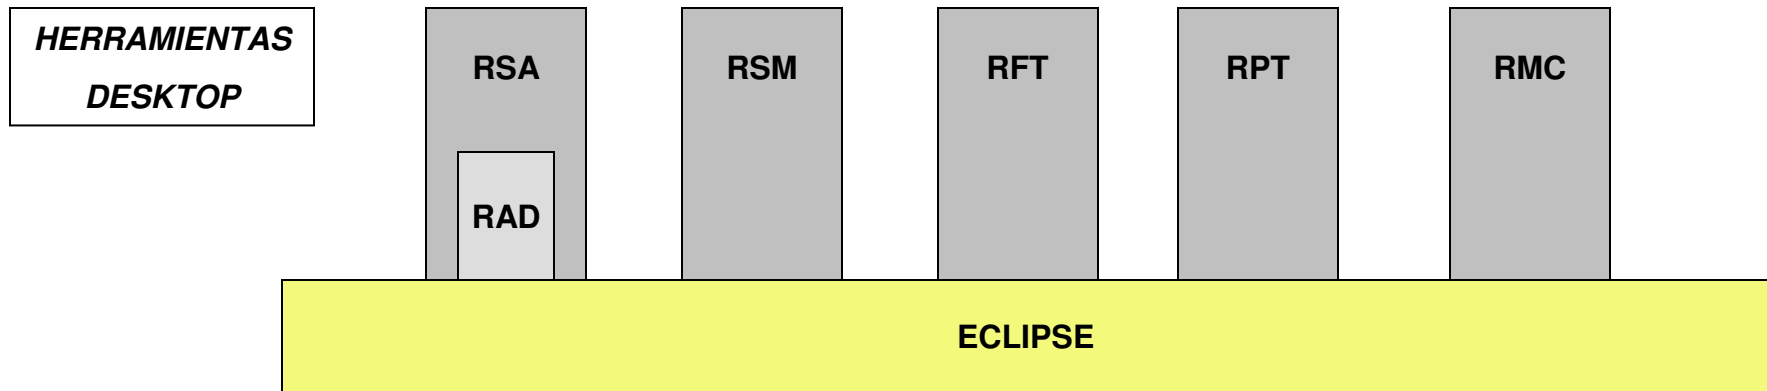 HERRAMIENTAS
DESKTOP
RSA
RSM
RFT
RPT
RMC
RAD
ECLIPSE